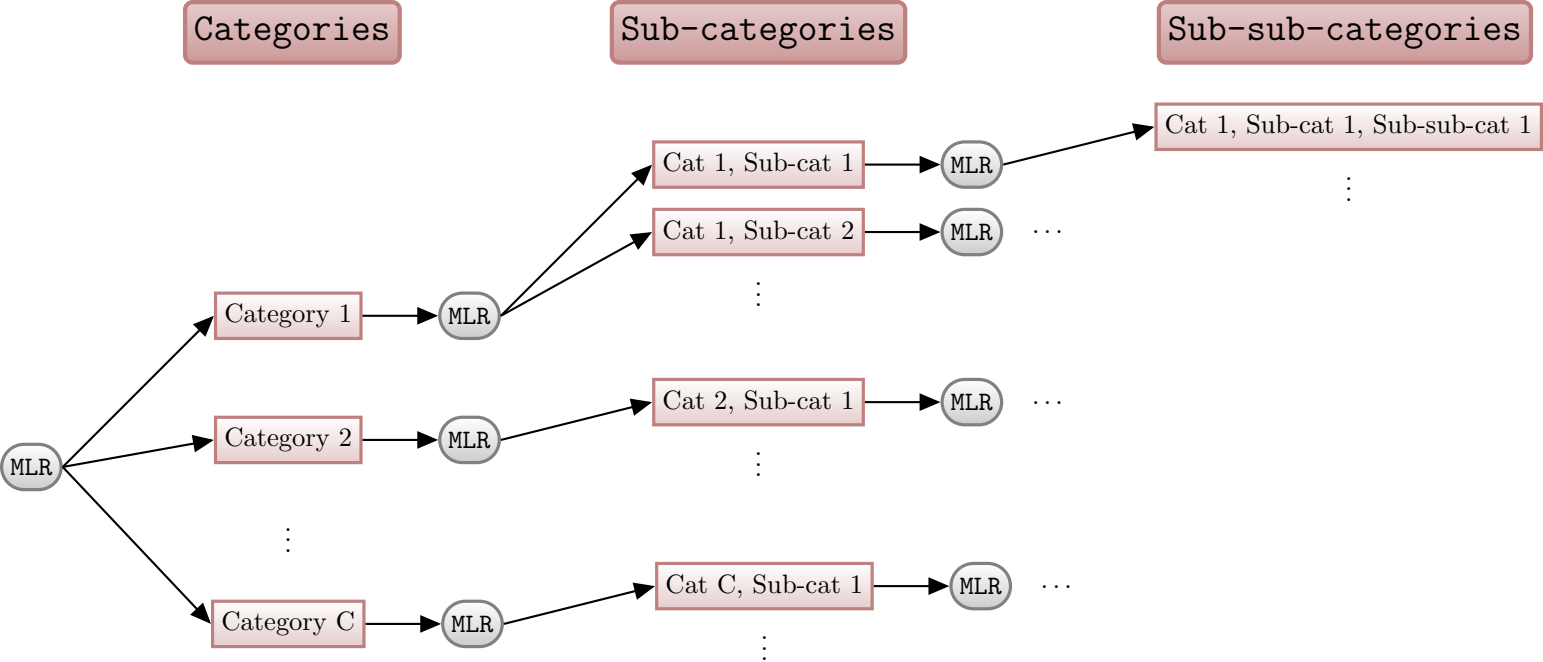 Categories
Sub-categories
Sub-sub-categories
Cat 1, Sub-cat 1, Sub-sub-cat 1
Cat 1, Sub-cat 1
MLR
⋮
Cat 1, Sub-cat 2
MLR
···
⋮
Category 1
MLR
Cat 2, Sub-cat 1
MLR
···
Category 2
MLR
⋮
MLR
⋮
Cat C, Sub-cat 1
MLR
···
Category C
MLR
⋮